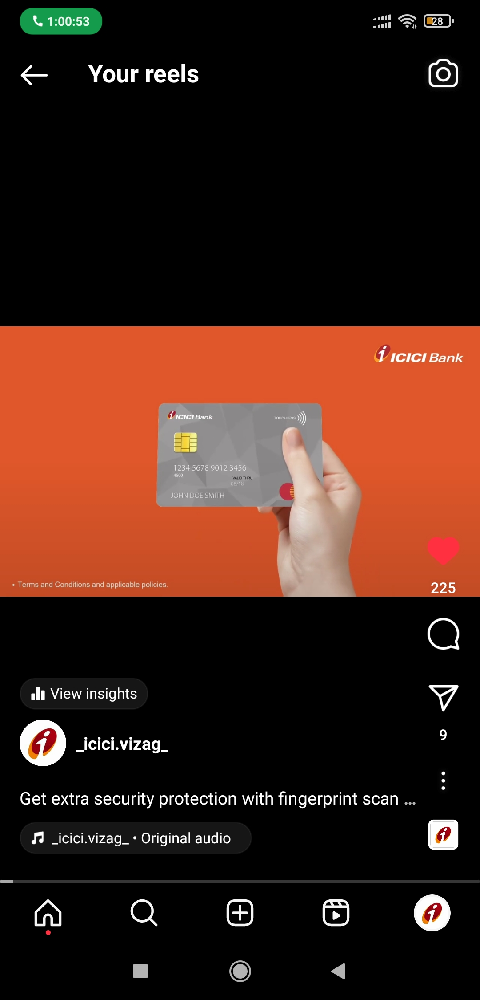 1:00:53
28
Your reels
ICICI Bank
ICICI Bank
TOUCHLESS
1234 5678 9012 3456
4500
VALID THRU
08/18
JOHN DOE SMITH
• Terms and Conditions and applicable policies.
225
View insights
9
_icici.vizag_
Get extra security protection with fingerprint scan ...
_icici.vizag_ • Original audio